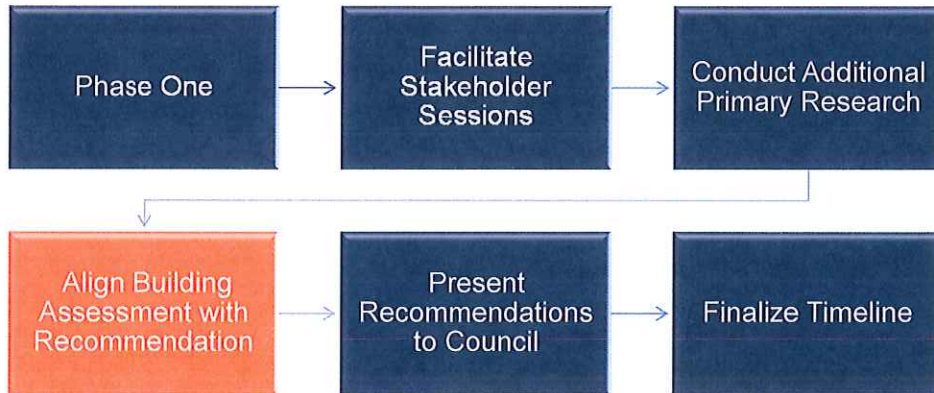 Phase One
Facilitate
Stakeholder
Sessions
Conduct Additional
Primary Research
Align Building
Assessment with
Recommendation
Present
Recommendations
to Council
Finalize Timeline